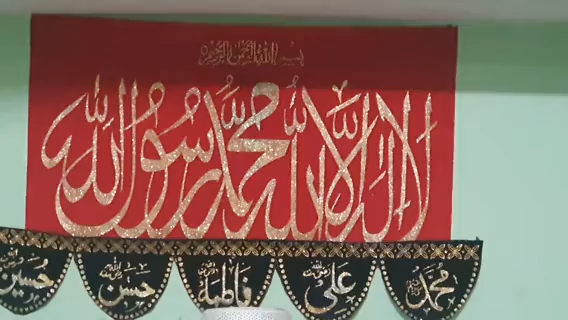 بسم الله الرحمن الرحيم
لا اله الا الله محمد رسول الله
محمد علی فاطمة حسن حسین